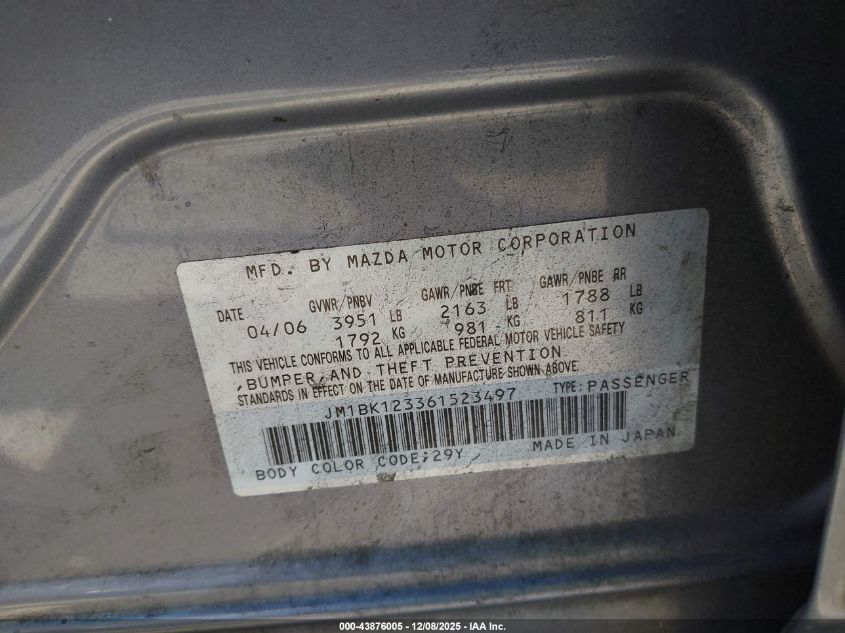 MFD. BY MAZDA MOTOR CORPORATION
DATE GVWR/PNBV GAWR/PNBE FRT GAWR/PNBE RR
04/06 3951 LB 2163 LB 1788 LB
1792 KG 981 KG 811 KG
THIS VEHICLE CONFORMS TO ALL APPLICABLE FEDERAL MOTOR VEHICLE SAFETY
,BUMPER,AND THEFT PREVENTION
STANDARDS IN EFFECT ON THE DATE OF MANUFACTURE SHOWN ABOVE.
JM1BK123361523497 TYPE: PASSENGER
BODY COLOR CODE;29Y MADE IN JAPAN
000-43876005 - 12/08/2025 - IAA Inc.